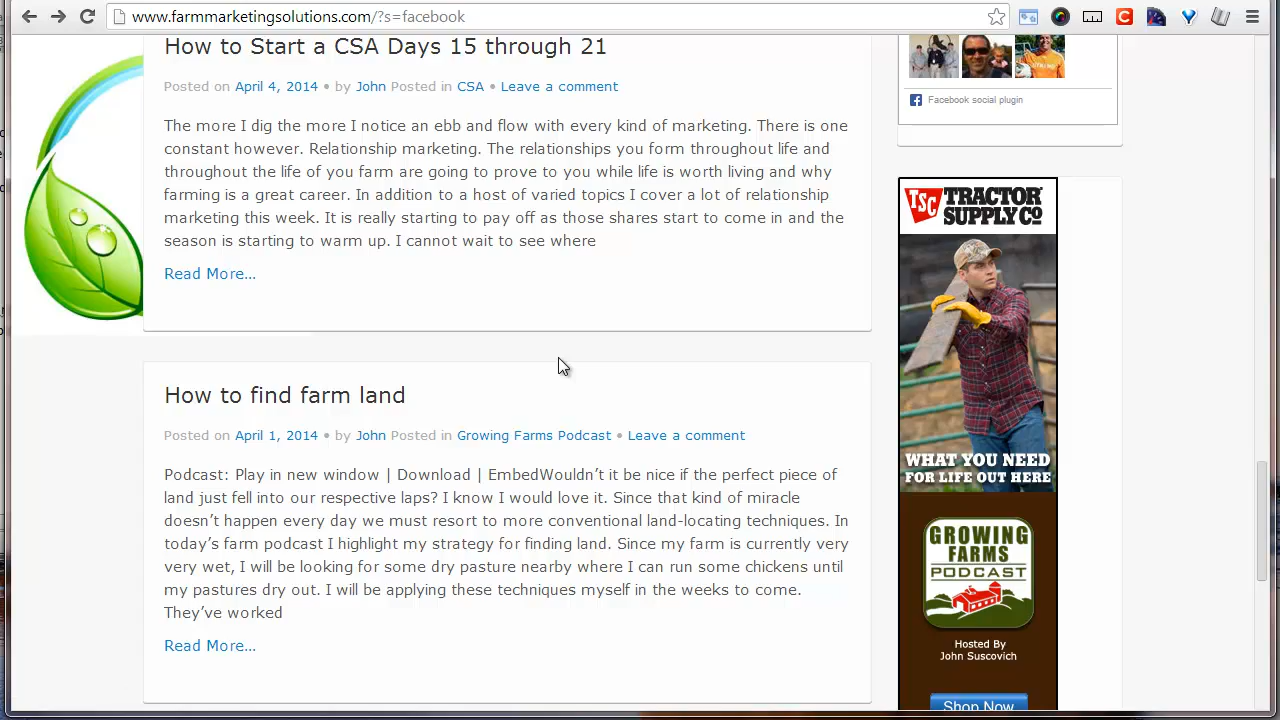 www.farmmarketingsolutions.com/?s=facebook
How to Start a CSA Days 15 through 21
Posted on April 4, 2014 • by John Posted in CSA • Leave a comment
The more I dig the more I notice an ebb and flow with every kind of marketing. There is one
constant however. Relationship marketing. The relationships you form throughout life and
throughout the life of you farm are going to prove to you while life is worth living and why
farming is a great career. In addition to a host of varied topics I cover a lot of relationship
marketing this week. It is really starting to pay off as those shares start to come in and the
season is starting to warm up. I cannot wait to see where
Read More...
How to find farm land
Posted on April 1, 2014 • by John Posted in Growing Farms Podcast • Leave a comment
Podcast: Play in new window | Download | EmbedWouldn’t it be nice if the perfect piece of
land just fell into our respective laps? I know I would love it. Since that kind of miracle
doesn’t happen every day we must resort to more conventional land-locating techniques. In
today’s farm podcast I highlight my strategy for finding land. Since my farm is currently very
very wet, I will be looking for some dry pasture nearby where I can run some chickens until
my pastures dry out. I will be applying these techniques myself in the weeks to come.
They’ve worked
Read More...
Facebook social plugin
TSC TRACTOR
SUPPLY CO
WHAT YOU NEED
FOR LIFE OUT HERE
GROWING
FARMS
PODCAST
Hosted By
John Suscovich
Shop Now